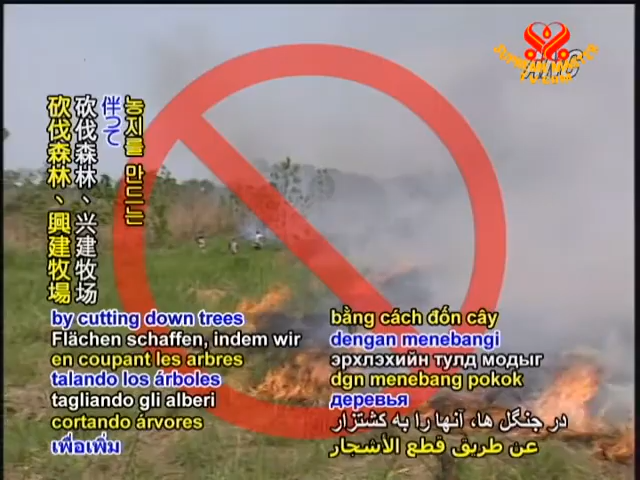 농지를 만드는
伴って
砍伐森林、兴建牧场
砍伐森林、興建牧場
by cutting down trees
Flächen schaffen, indem wir
en coupant les arbres
talando los árboles
tagliando gli alberi
cortando árvores
เพื่อเพิ่ม
bằng cách đốn cây
dengan menebangi
эрхлэхийн тулд модыг
dgn menebang pokok
деревья
در جنگل ها، آنها را به کشتزار
عن طريق قطع الأشجار